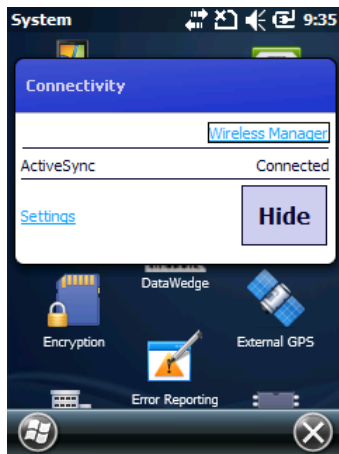 System 9:35
Connectivity
Wireless Manager
ActiveSync Connected
Settings Hide
DataWedge
Encryption External GPS
Error Reporting